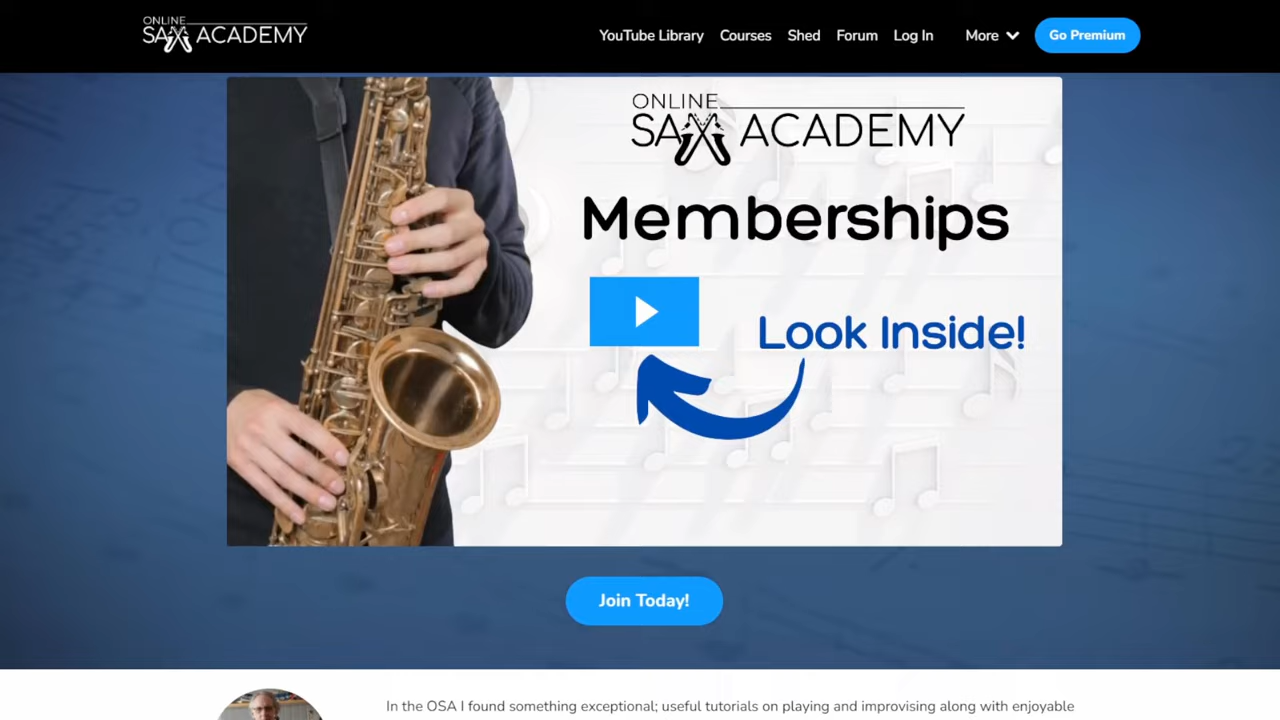 ONLINE
SAX ACADEMY
YouTube Library Courses Shed Forum Log In More Go Premium
ONLINE
SAX ACADEMY
Memberships
Look Inside!
Join Today!
In the OSA I found something exceptional; useful tutorials on playing and improvising along with enjoyable